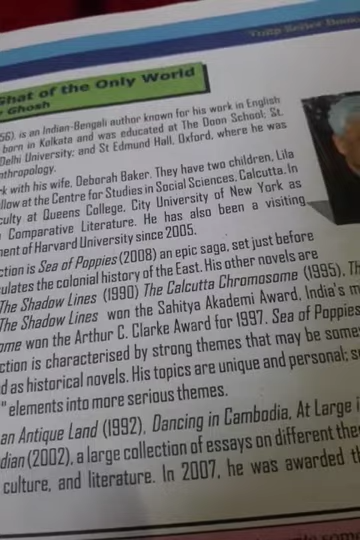 Ghat of the Only World
Ghosh
56), is an Indian-Bengali author known for his work in English
born in Kolkata and was educated at The Doon School; St.
Delhi University; and St Edmund Hall, Oxford, where he was
anthropology.
k with his wife, Deborah Baker. They have two children, Lila
llow at the Centre for Studies in Social Sciences, Calcutta. In
culty at Queens College, City University of New York as
Comparative Literature. He has also been a visiting
ment of Harvard University since 2005.
ction is Sea of Poppies (2008) an epic saga, set just before
ulates the colonial history of the East. His other novels are
The Shadow Lines (1990) The Calcutta Chromosome (1995), Th
The Shadow Lines won the Sahitya Akademi Award, India's m
ome won the Arthur C. Clarke Award for 1997. Sea of Poppies
ction is characterised by strong themes that may be some
d as historical novels. His topics are unique and personal; s
" elements into more serious themes.
an Antique Land (1992), Dancing in Cambodia, At Large i
dian (2002), a large collection of essays on different the
culture, and literature. In 2007, he was awarded th